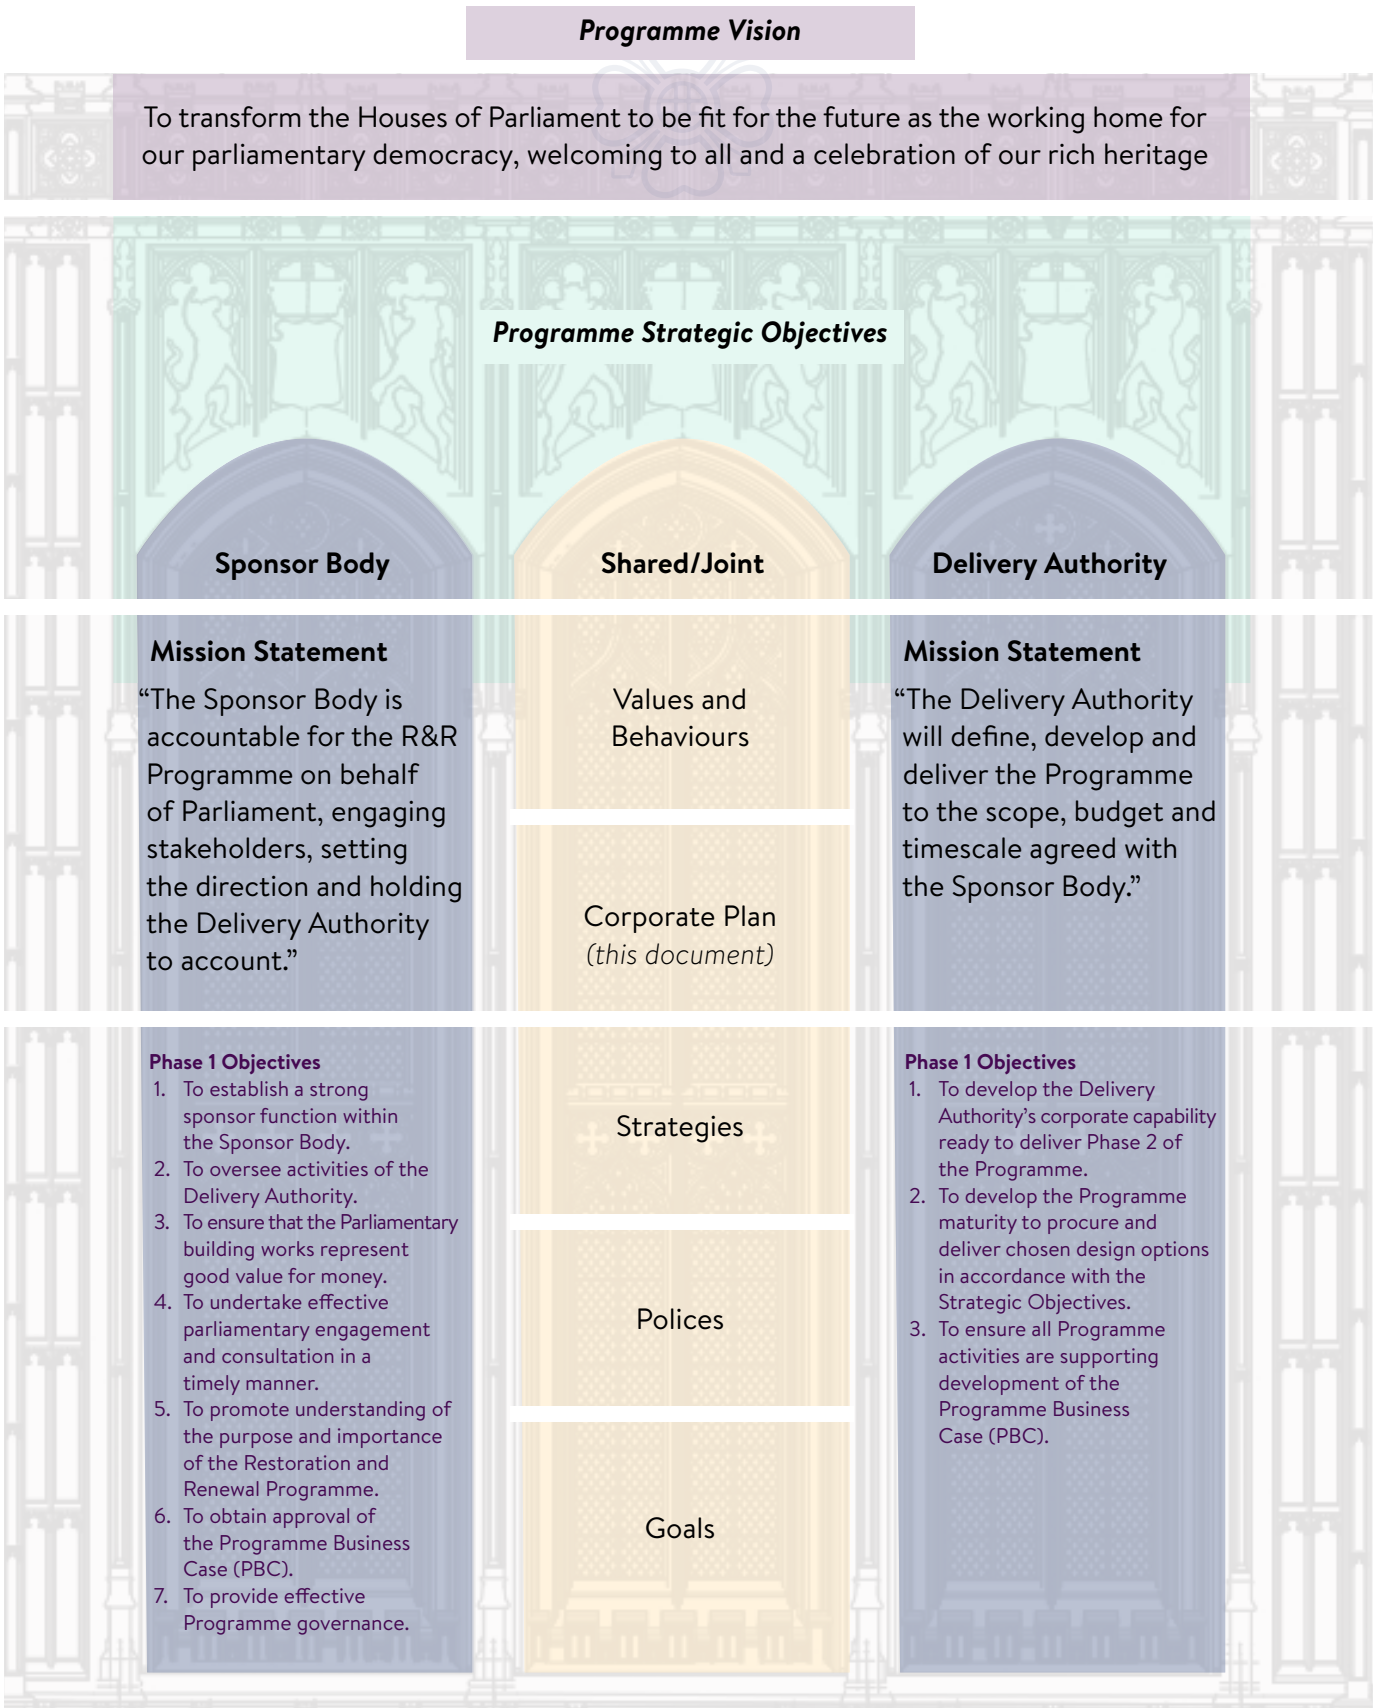 Programme Vision
To transform the Houses of Parliament to be fit for the future as the working home for
our parliamentary democracy, welcoming to all and a celebration of our rich heritage
Programme Strategic Objectives
Sponsor Body
Mission Statement
“The Sponsor Body is
accountable for the R&R
Programme on behalf
of Parliament, engaging
stakeholders, setting
the direction and holding
the Delivery Authority
to account.”
Phase 1 Objectives
1. To establish a strong
sponsor function within
the Sponsor Body.
2. To oversee activities of the
Delivery Authority.
3. To ensure that the Parliamentary
building works represent
good value for money.
4. To undertake effective
parliamentary engagement
and consultation in a
timely manner.
5. To promote understanding of
the purpose and importance
of the Restoration and
Renewal Programme.
6. To obtain approval of
the Programme Business
Case (PBC).
7. To provide effective
Programme governance.
Shared/Joint
Values and
Behaviours
Corporate Plan
(this document)
Strategies
Polices
Goals
Delivery Authority
Mission Statement
“The Delivery Authority
will define, develop and
deliver the Programme
to the scope, budget and
timescale agreed with
the Sponsor Body.”
Phase 1 Objectives
1. To develop the Delivery
Authority’s corporate capability
ready to deliver Phase 2 of
the Programme.
2. To develop the Programme
maturity to procure and
deliver chosen design options
in accordance with the
Strategic Objectives.
3. To ensure all Programme
activities are supporting
development of the
Programme Business
Case (PBC).